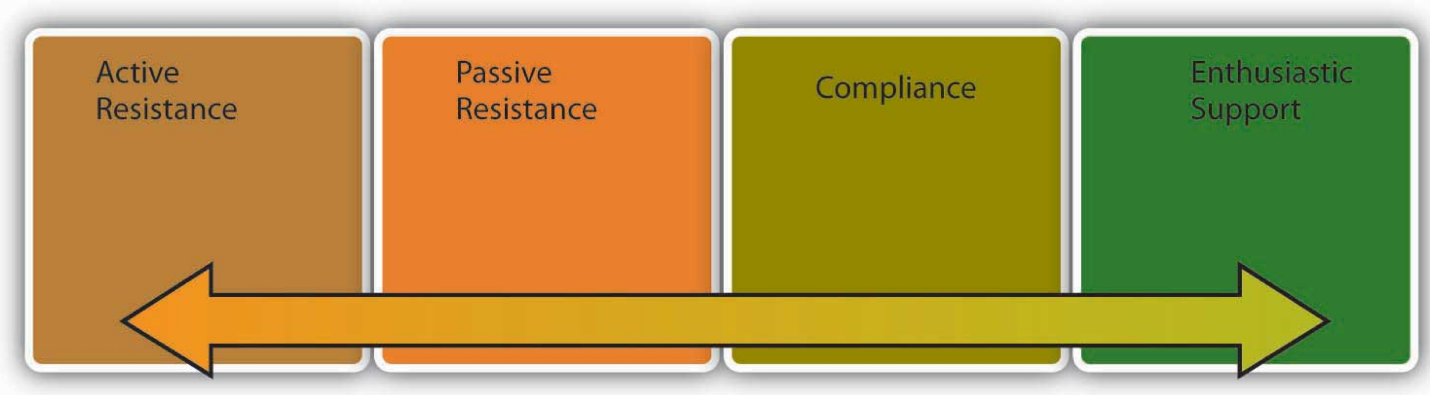 Active
Resistance
Passive
Resistance
Compliance
Enthusiastic
Support